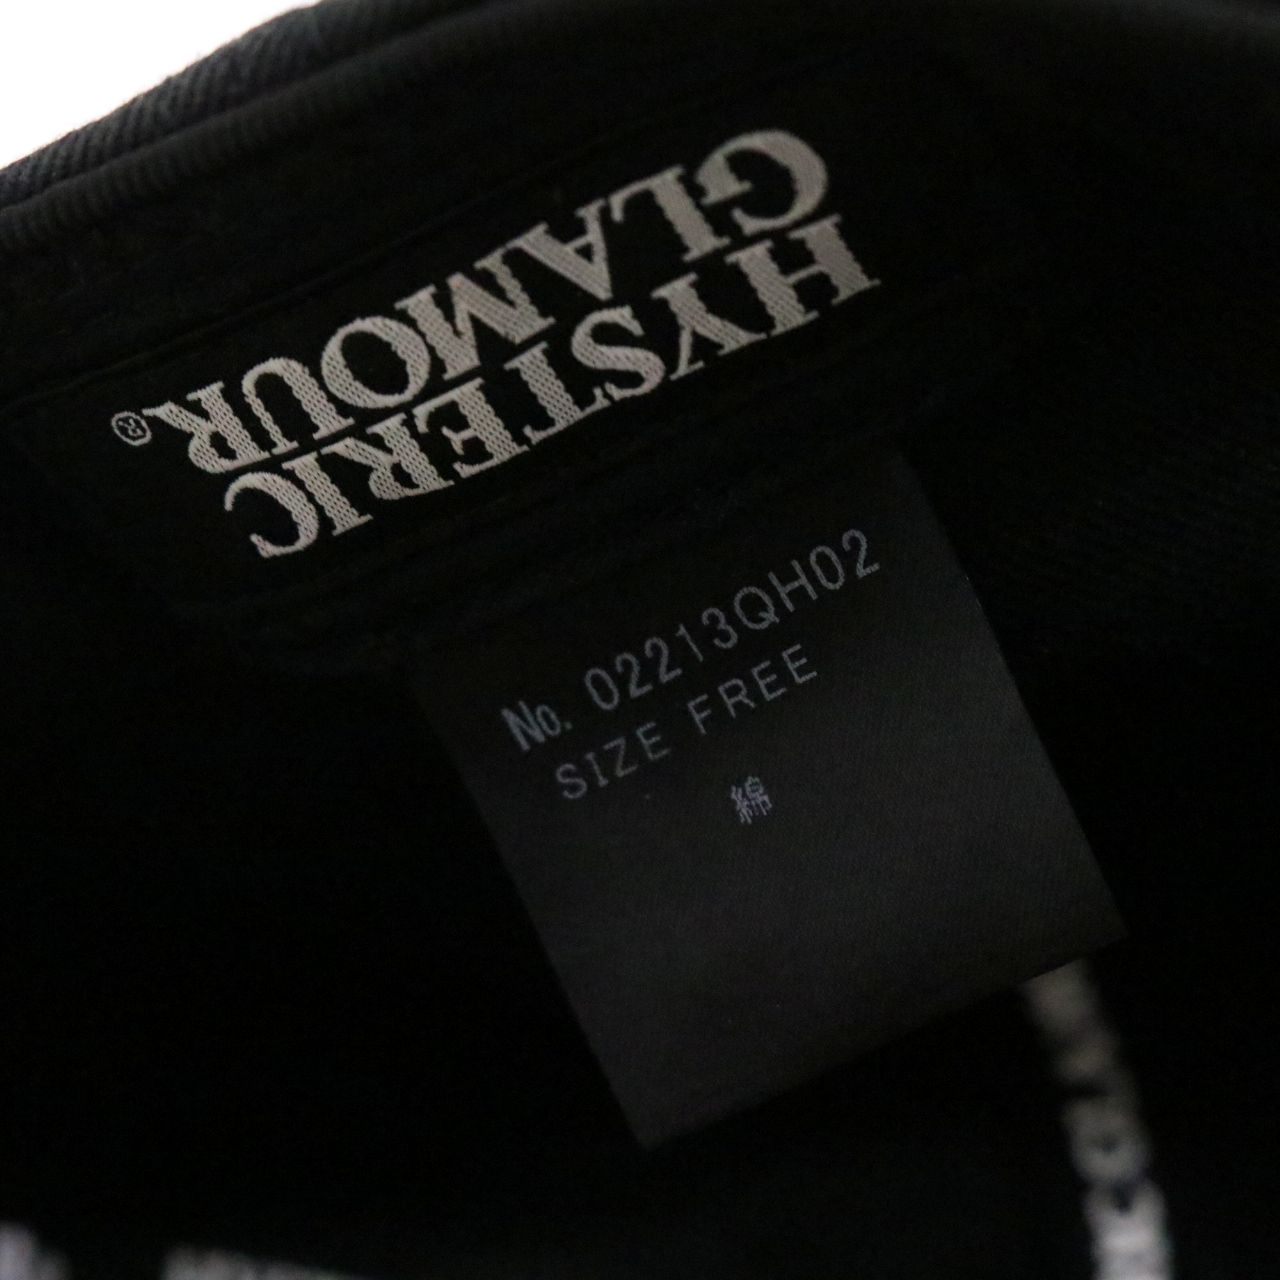 HYSTERIC
GLAMOUR®
No. 02213QH02
SIZE FREE
綿